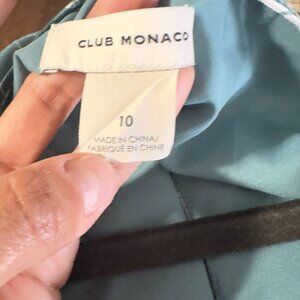 CLUB MONACO
10
MADE IN CHINA/
FABRIQUÉ EN CHINE